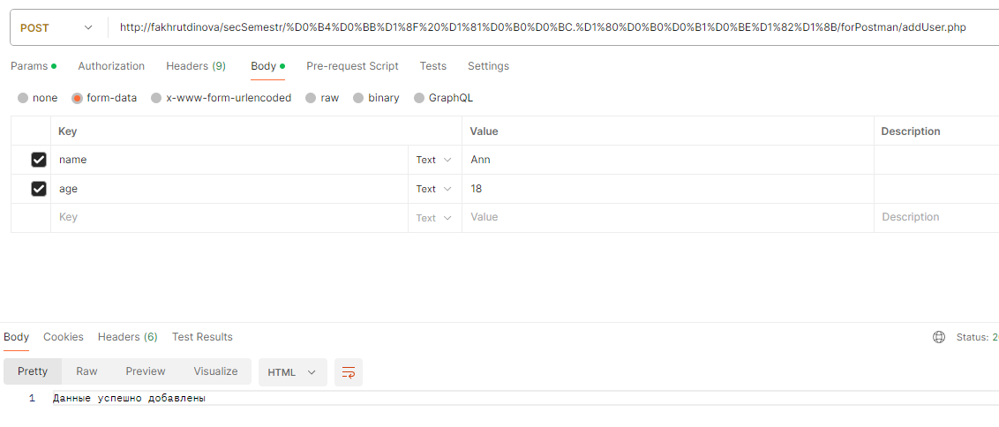 POST http://fakhrutdinova/secSemestr/%D0%B4%D0%BB%D1%8F%20%D1%81%D0%B0%D0%BC.%D1%80%D0%B0%D0%B1%D0%BE%D1%82%D1%8B/forPostman/addUser.php
Params Authorization Headers (9) Body Pre-request Script Tests Settings
none form-data x-www-form-urlencoded raw binary GraphQL
Key Value Description
name Text Ann
age Text 18
Key Text Value Description
Body Cookies Headers (6) Test Results Status: 2
Pretty Raw Preview Visualize HTML
1 Данные успешно добавлены